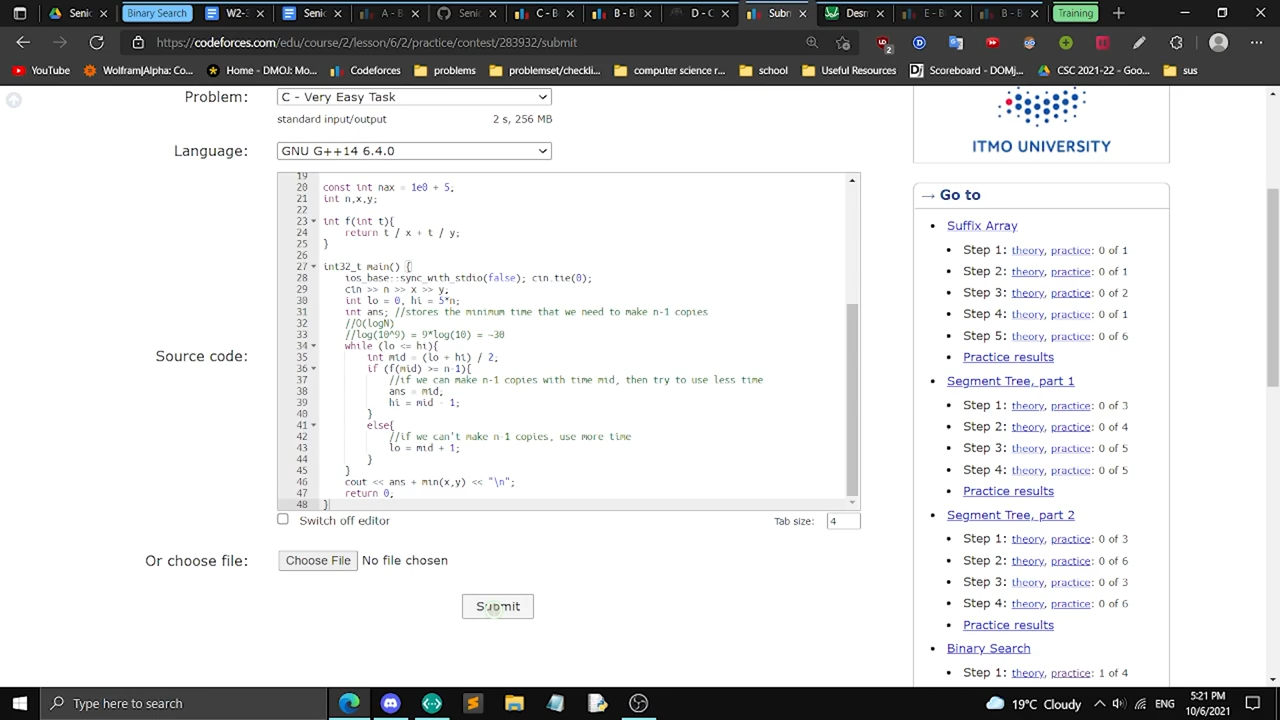 Senic
Binary Search
W2-3
Senic
A - B
Senic
C - B
B - B
D - C
Subn
Desm
E - Bl
B - B
Training
https://codeforces.com/edu/course/2/lesson/6/2/practice/contest/283932/submit
2
YouTube
Wolfram|Alpha: Co...
Home - DMOJ: Mo...
Codeforces
problems
problemset/checkli...
computer science r...
school
Useful Resources
Scoreboard — DOMj...
CSC 2021-22 - Goo...
sus
Problem:
C - Very Easy Task
standard input/output
2 s, 256 MB
Language:
GNU G++14 6.4.0
Source code:
19
20 const int nax = 1e0 + 5,
21 int n,x,y;
22
23 int f(int t){
24 return t / x + t / y;
25 }
26
27 int32_t main() {
28 ios_base::sync_with_stdio(false); cin.tie(0);
29 cin >> n >> x >> y,
30 int lo = 0, hi = 5*n;
31 int ans; //stores the minimum time that we need to make n-1 copies
32 //O(logN)
33 //log(10^9) = 9*log(10) = ~30
34 while (lo <= hi){
35 int mid = (lo + hi) / 2,
36 if (f(mid) >= n-1){
37 //if we can make n-1 copies with time mid, then try to use less time
38 ans = mid,
39 hi = mid - 1;
40 }
41 else{
42 //if we can't make n-1 copies, use more time
43 lo = mid + 1;
44 }
45 }
46 cout << ans + min(x,y) << "\n";
47 return 0,
48 }
Switch off editor
Tab size:
4
Or choose file:
Choose File
No file chosen
Submit
ITMO UNIVERSITY
→ Go to
Suffix Array
Step 1: theory, practice: 0 of 1
Step 2: theory, practice: 0 of 1
Step 3: theory, practice: 0 of 2
Step 4: theory, practice: 0 of 1
Step 5: theory, practice: 0 of 6
Practice results
Segment Tree, part 1
Step 1: theory, practice: 0 of 3
Step 2: theory, practice: 0 of 4
Step 3: theory, practice: 0 of 5
Step 4: theory, practice: 0 of 5
Practice results
Segment Tree, part 2
Step 1: theory, practice: 0 of 3
Step 2: theory, practice: 0 of 6
Step 3: theory, practice: 0 of 3
Step 4: theory, practice: 0 of 6
Practice results
Binary Search
Step 1: theory, practice: 1 of 4
Type here to search
19°C Cloudy
ENG
5:21 PM
10/6/2021